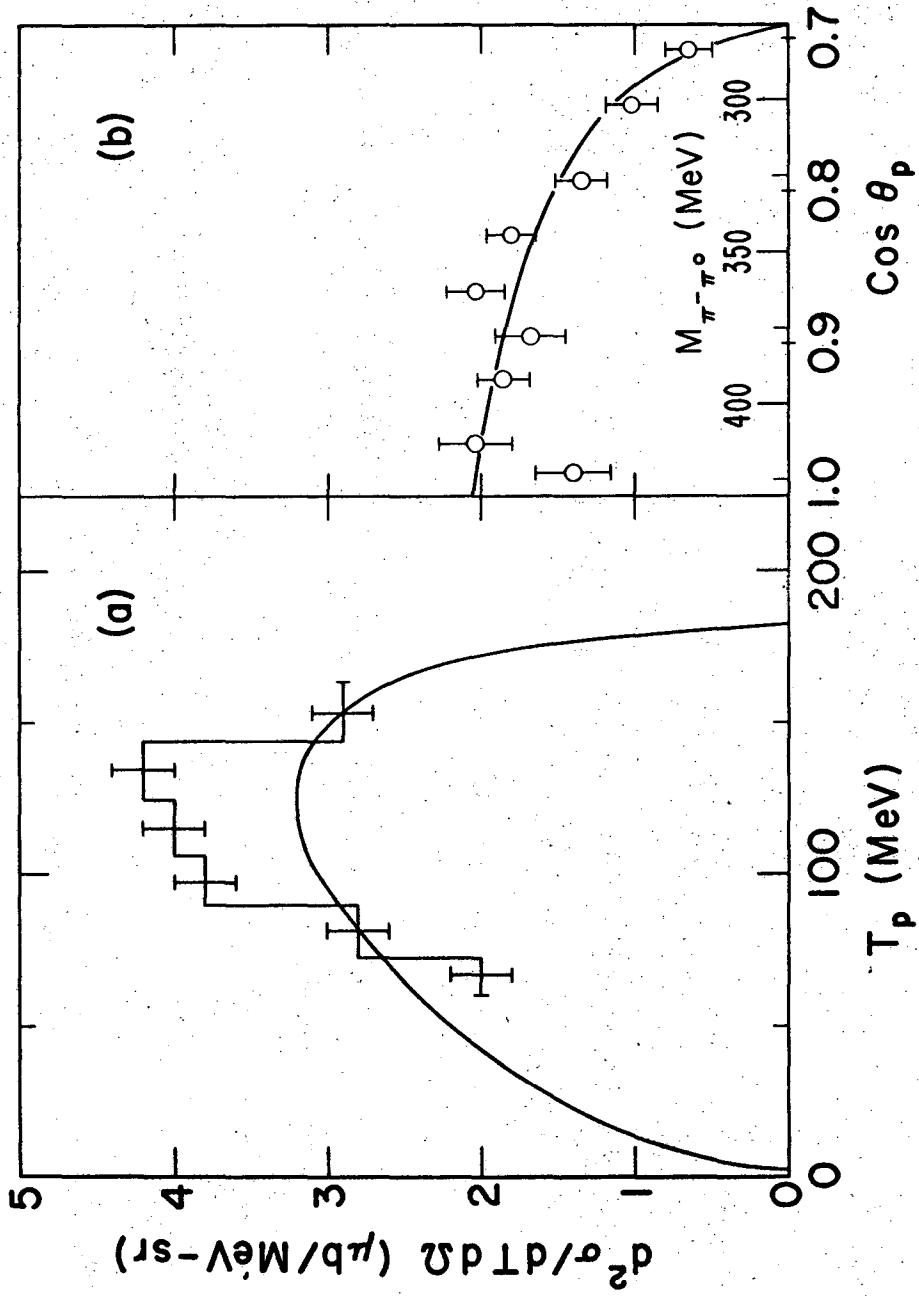 (a)
(b)
d²σ/dT dΩ (μb/MeV-sr)
5
4
3
2
1
0
0 100 200
T_p (MeV)
1.0 0.9 0.8 0.7
Cos θ_p
400 350 300
M_π⁻π⁰ (MeV)